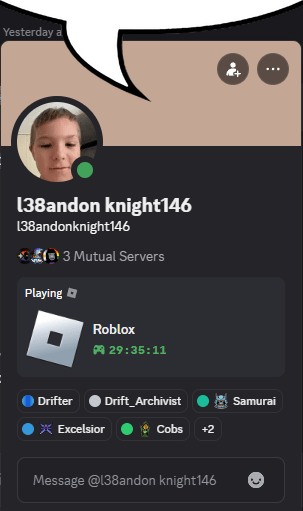 Yesterday a
l38andon knight146
l38andonknight146
3 Mutual Servers
Playing
Roblox
29:35:11
Drifter
Drift_Archivist
Samurai
Excelsior
Cobs
+2
Message @l38andon knight146